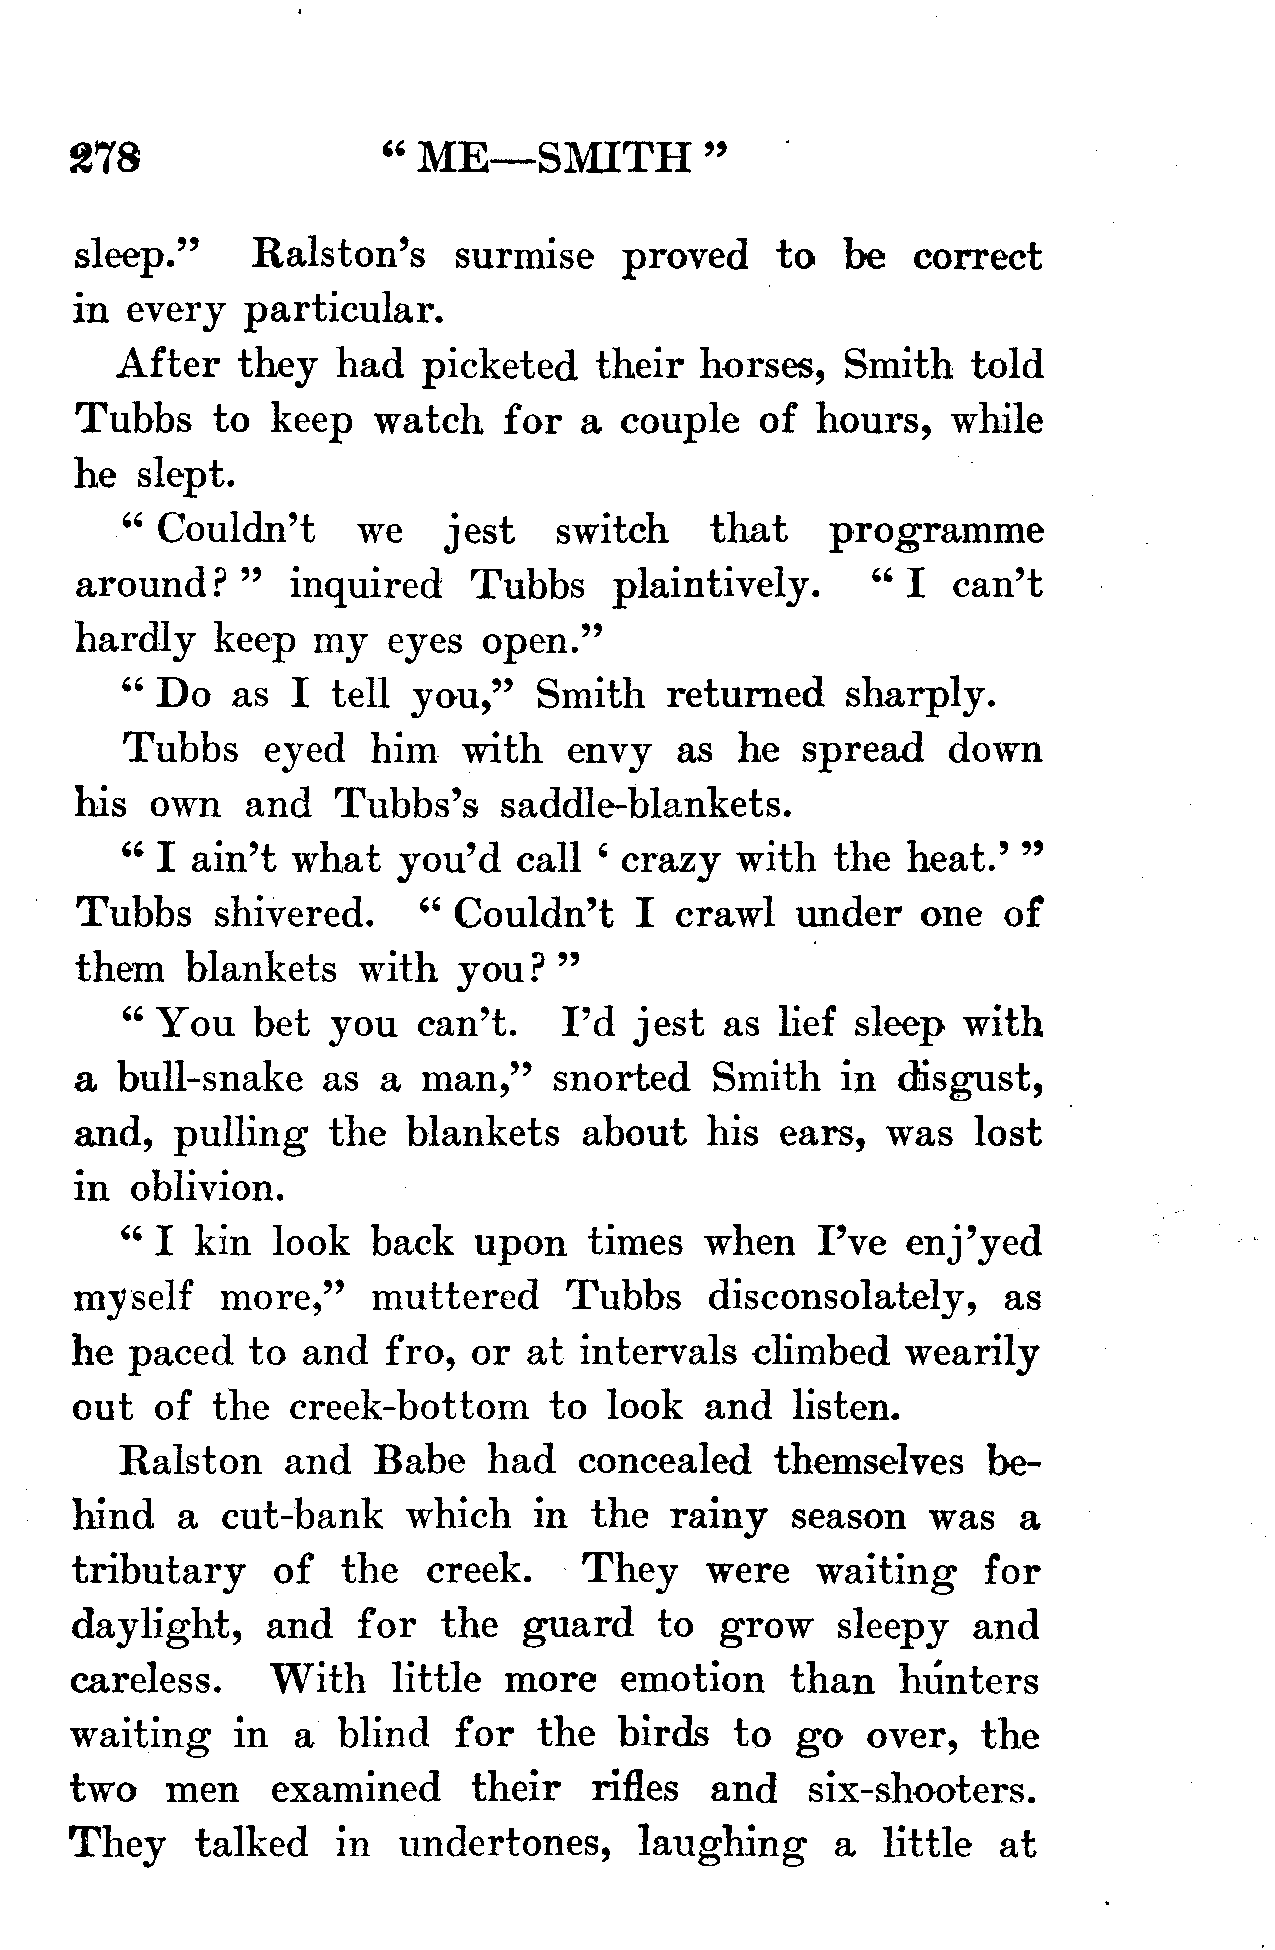 278 “ ME—SMITH ”
sleep.” Ralston’s surmise proved to be correct
in every particular.
After they had picketed their horses, Smith told
Tubbs to keep watch for a couple of hours, while
he slept.
“ Couldn’t we jest switch that programme
around? ” inquired Tubbs plaintively. “ I can’t
hardly keep my eyes open.”
“ Do as I tell you,” Smith returned sharply.
Tubbs eyed him with envy as he spread down
his own and Tubbs’s saddle-blankets.
“ I ain’t what you’d call ‘ crazy with the heat.’ ”
Tubbs shivered. “ Couldn’t I crawl under one of
them blankets with you? ”
“ You bet you can’t. I’d jest as lief sleep with
a bull-snake as a man,” snorted Smith in disgust,
and, pulling the blankets about his ears, was lost
in oblivion.
“ I kin look back upon times when I’ve enj’yed
myself more,” muttered Tubbs disconsolately, as
he paced to and fro, or at intervals climbed wearily
out of the creek-bottom to look and listen.
Ralston and Babe had concealed themselves be-
hind a cut-bank which in the rainy season was a
tributary of the creek. They were waiting for
daylight, and for the guard to grow sleepy and
careless. With little more emotion than hunters
waiting in a blind for the birds to go over, the
two men examined their rifles and six-shooters.
They talked in undertones, laughing a little at